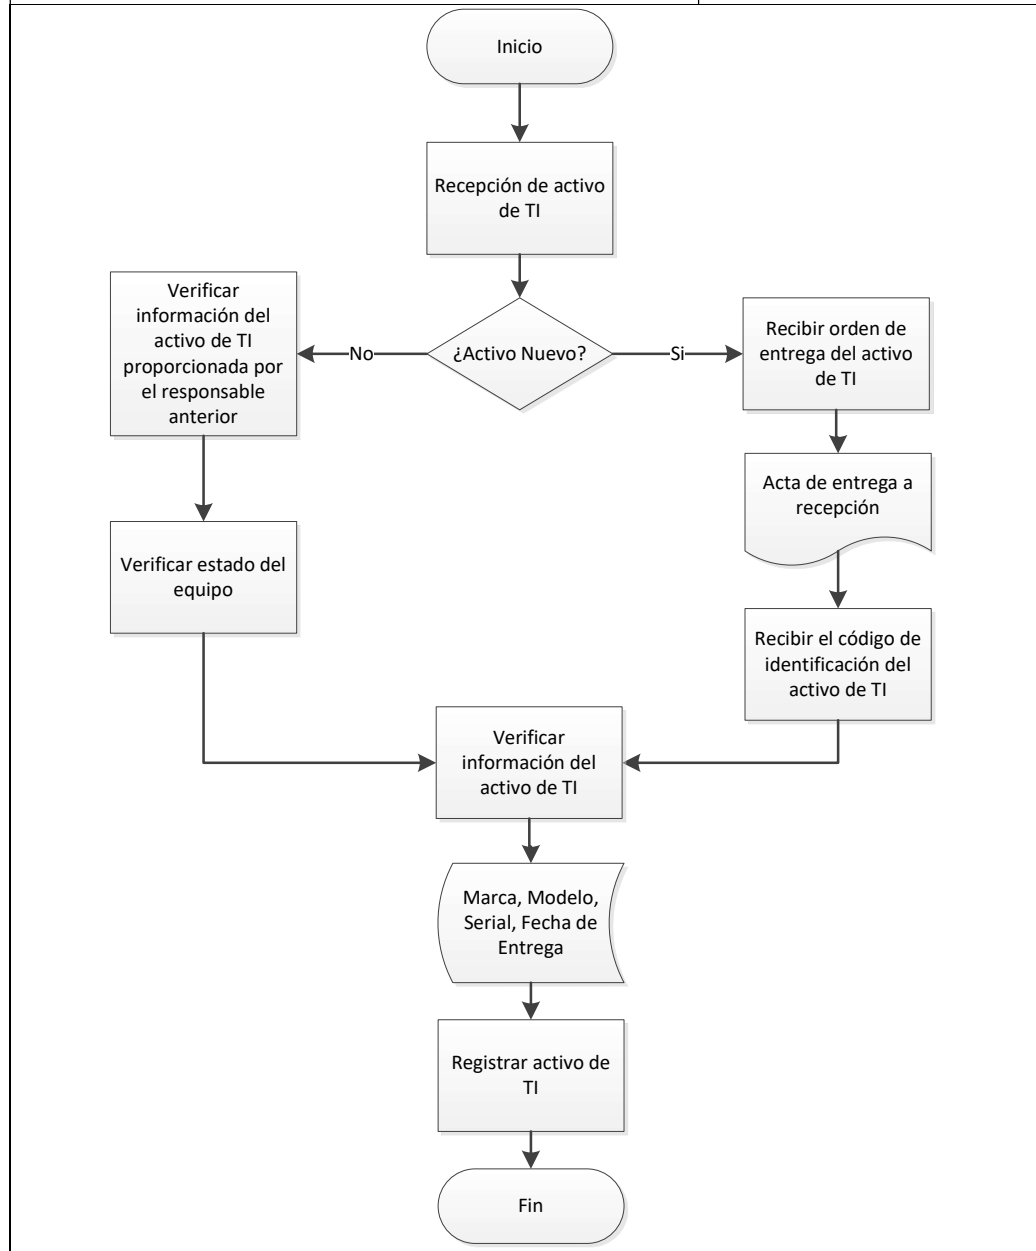 Inicio
Recepción de activo
de TI
¿Activo Nuevo?
No
Si
Verificar
información del
activo de TI
proporcionada por
el responsable
anterior
Verificar estado del
equipo
Recibir orden de
entrega del activo
de TI
Acta de entrega a
recepción
Recibir el código de
identificación del
activo de TI
Verificar
información del
activo de TI
Marca, Modelo,
Serial, Fecha de
Entrega
Registrar activo de
TI
Fin